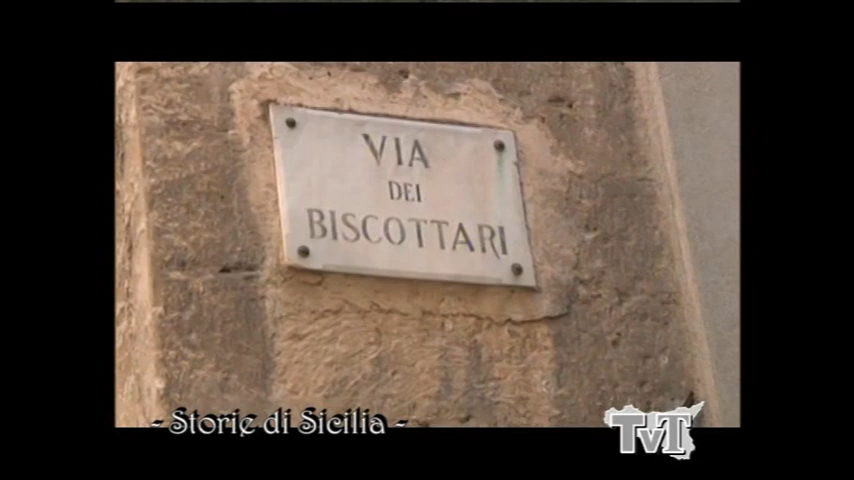 VIA
DEI
BISCOTTARI
- Storie di Sicilia -
TVT